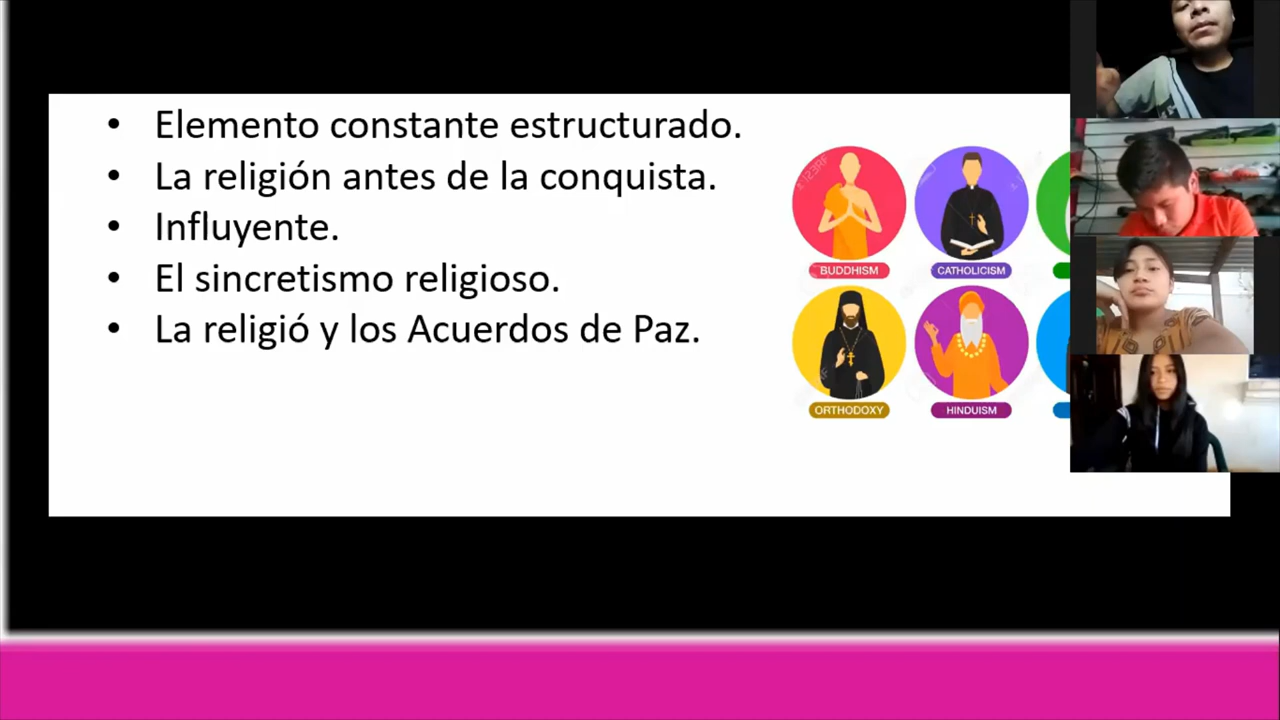 Elemento constante estructurado.
La religión antes de la conquista.
Influyente.
El sincretismo religioso.
La religió y los Acuerdos de Paz.
BUDDHISM
CATHOLICISM
ORTHODOXY
HINDUISM